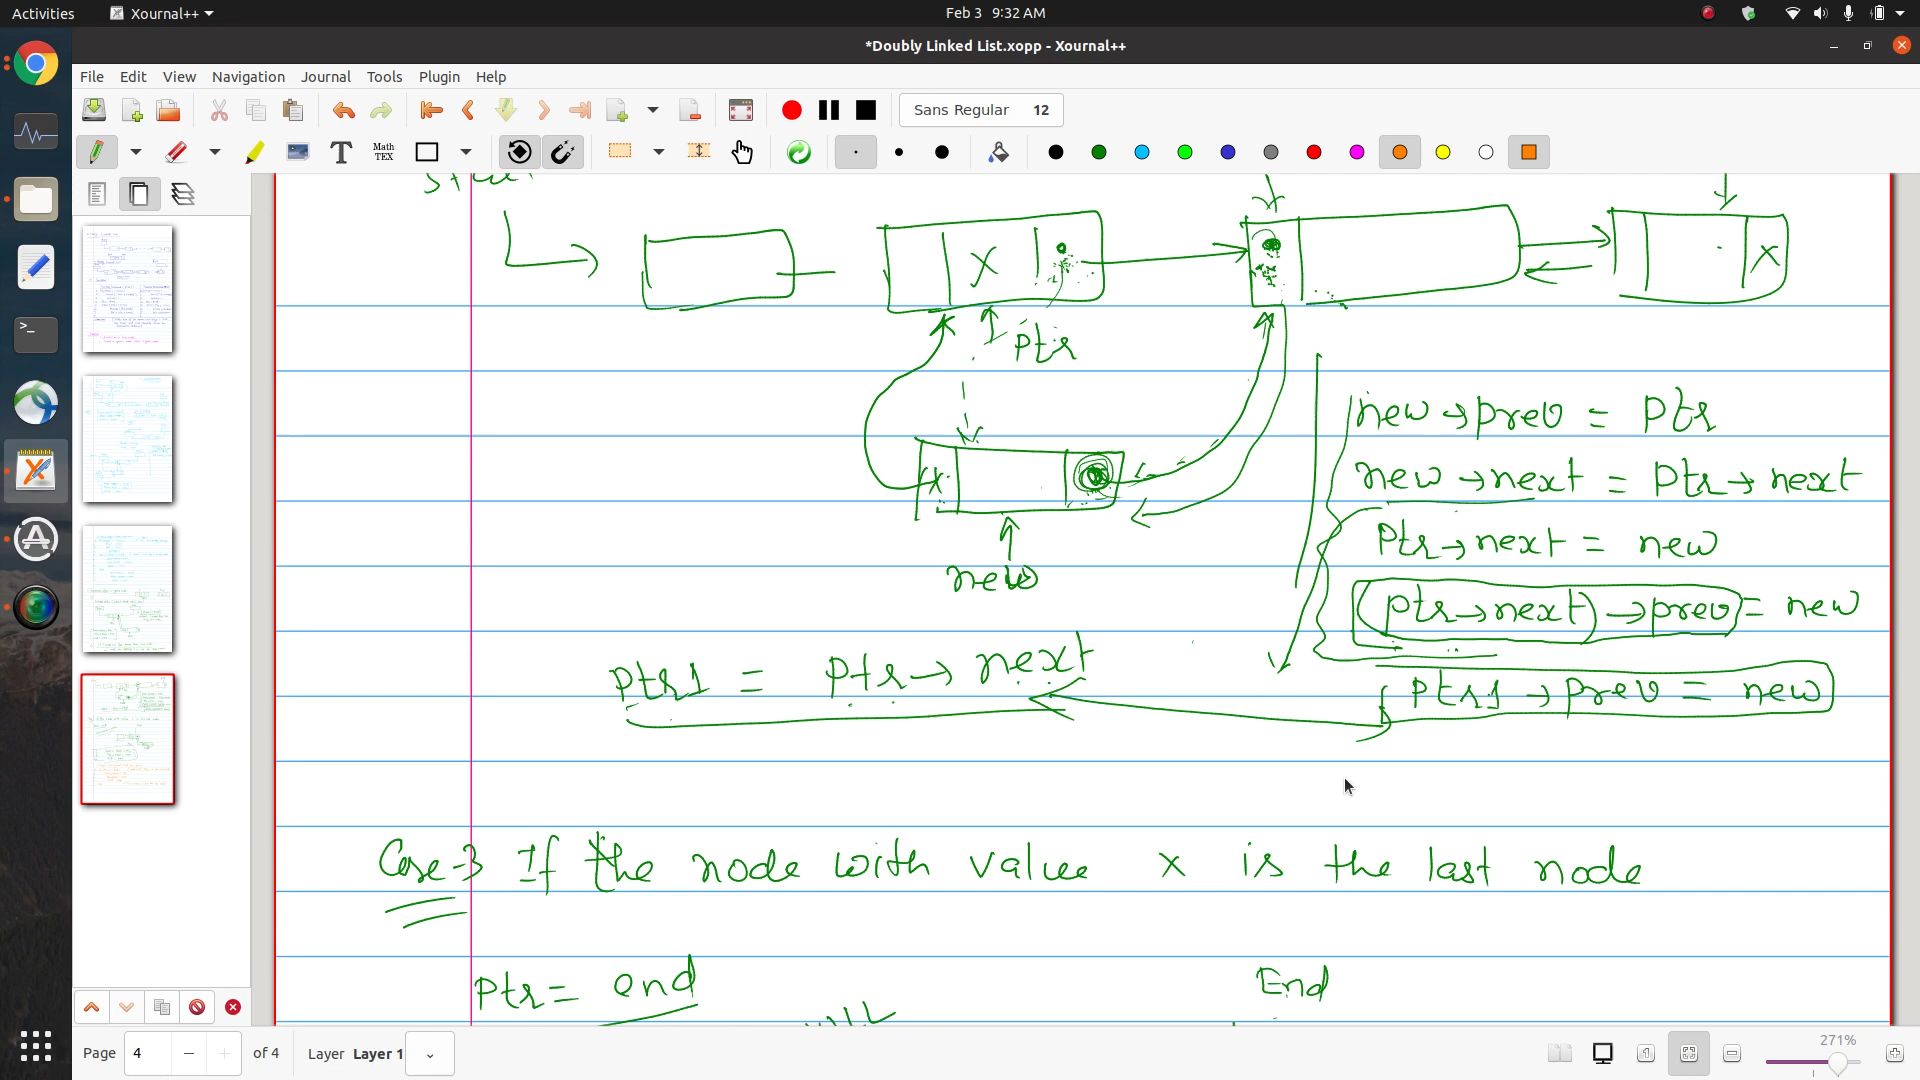 Activities Xournal++ Feb 3 9:32 AM
*Doubly Linked List.xopp - Xournal++
File Edit View Navigation Journal Tools Plugin Help
Sans Regular 12
Math TEX
X
X
Ptr
new → prev = Ptr
new → next = Ptr → next
X
Ptr → next = new
new
(ptr → next) → prev = new
Ptr1 = Ptr → next
Ptr1 → prev = new
Case-3 If the node with value x is the last node
Ptr = end
End
Page 4 of 4 Layer Layer 1
271%